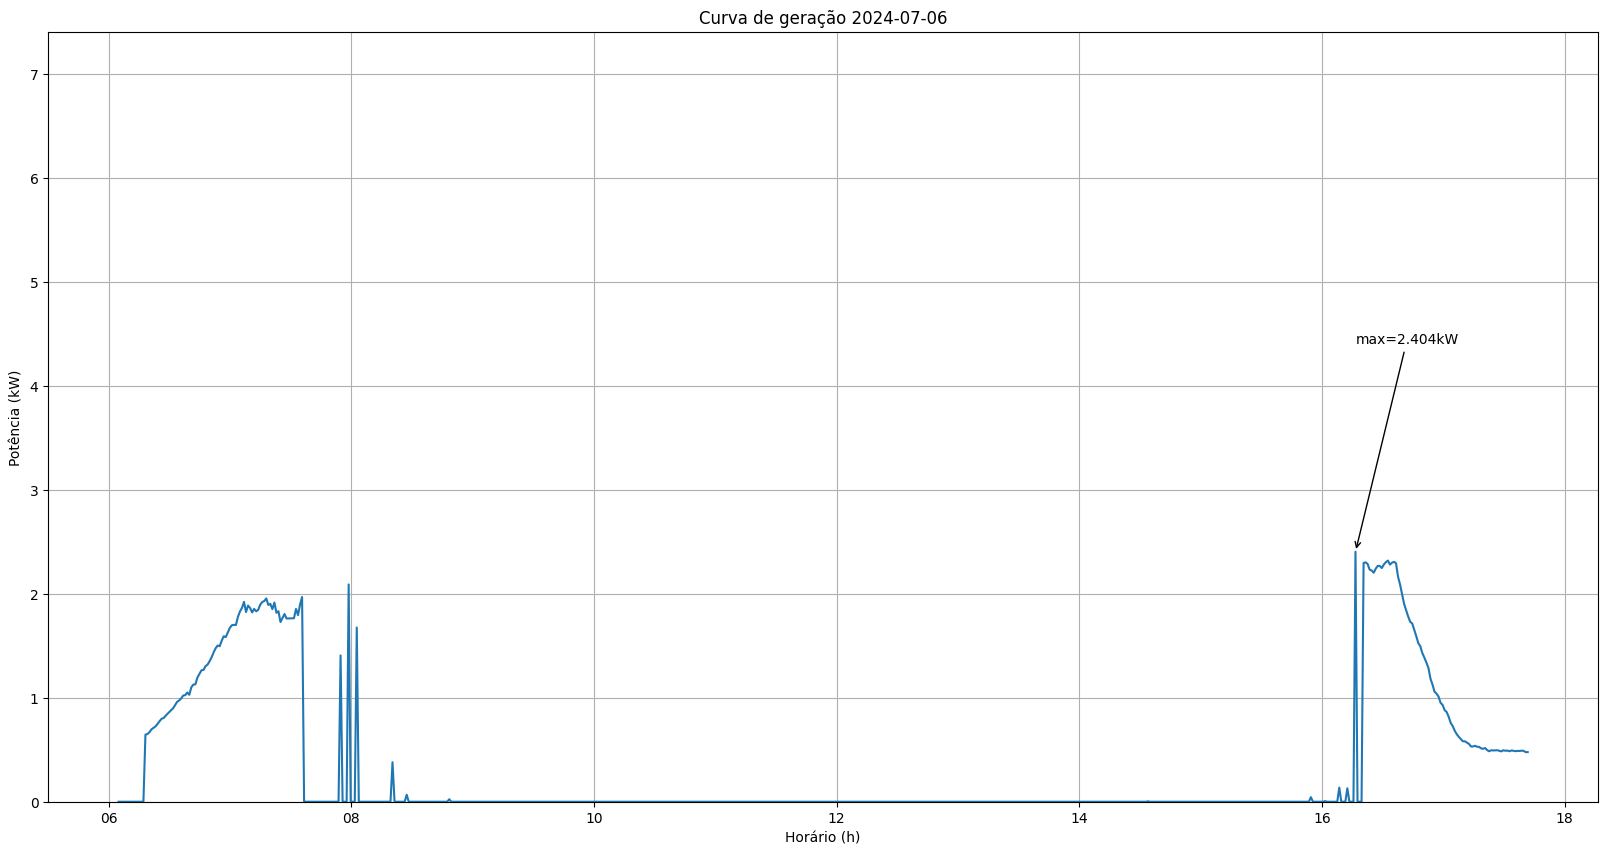 Curva de geração 2024-07-06
7
6
5
4
3
2
1
0
Potência (kW)
max=2.404kW
06 08 10 12 14 16 18
Horário (h)